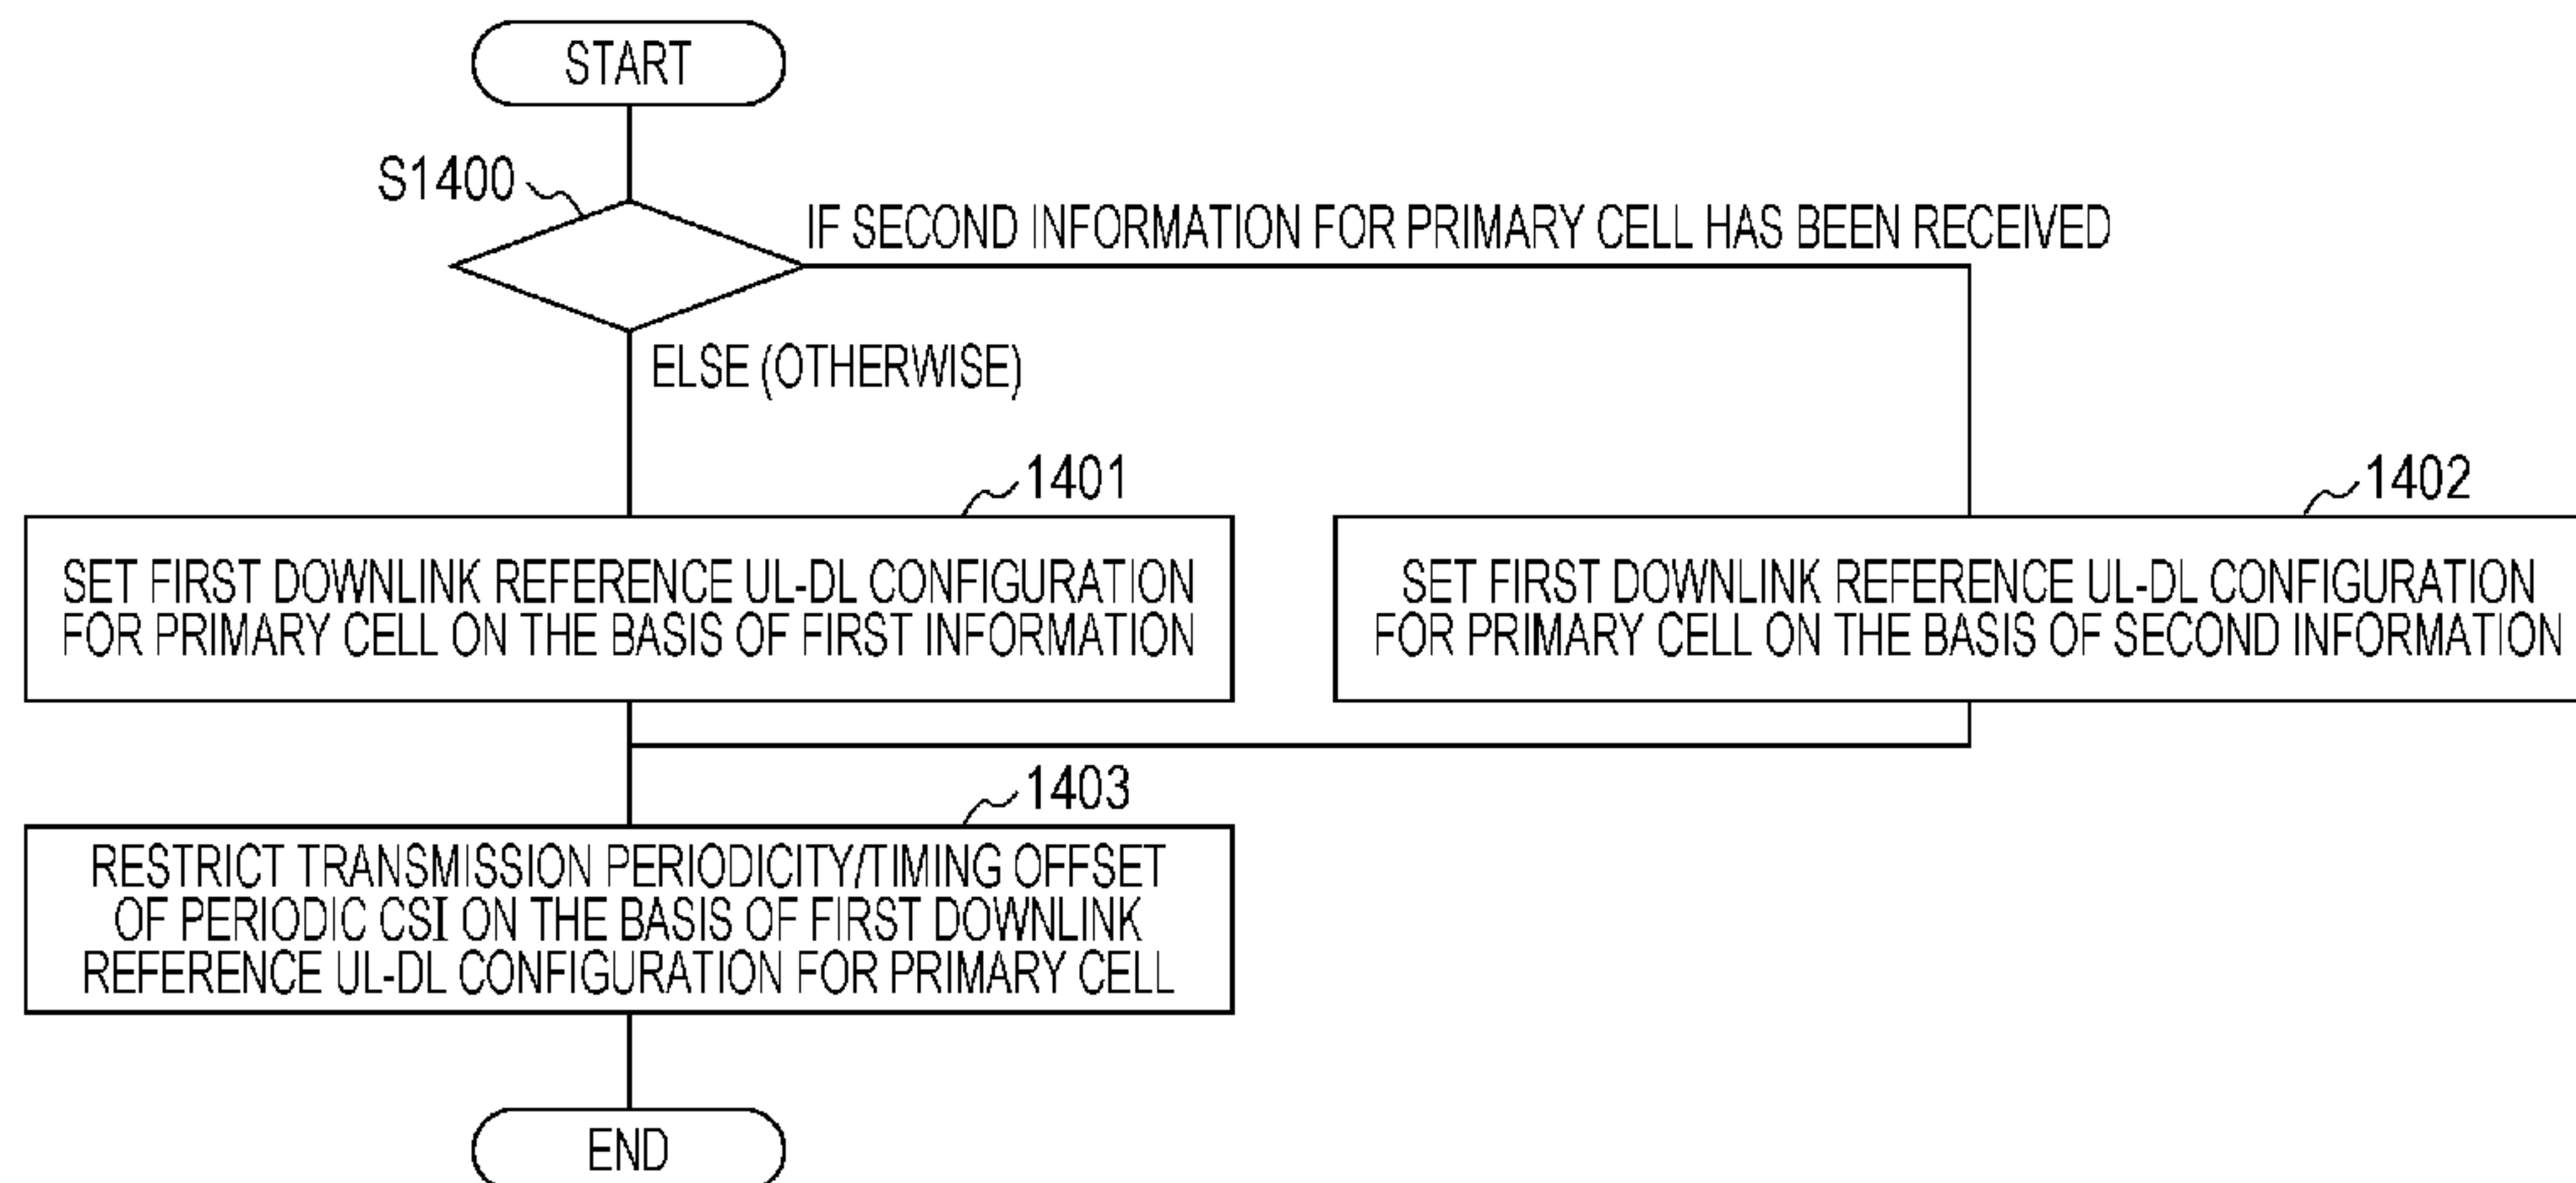 START
S1400
IF SECOND INFORMATION FOR PRIMARY CELL HAS BEEN RECEIVED
ELSE (OTHERWISE)
1401
SET FIRST DOWNLINK REFERENCE UL-DL CONFIGURATION
FOR PRIMARY CELL ON THE BASIS OF FIRST INFORMATION
1402
SET FIRST DOWNLINK REFERENCE UL-DL CONFIGURATION
FOR PRIMARY CELL ON THE BASIS OF SECOND INFORMATION
1403
RESTRICT TRANSMISSION PERIODICITY/TIMING OFFSET
OF PERIODIC CSI ON THE BASIS OF FIRST DOWNLINK
REFERENCE UL-DL CONFIGURATION FOR PRIMARY CELL
END